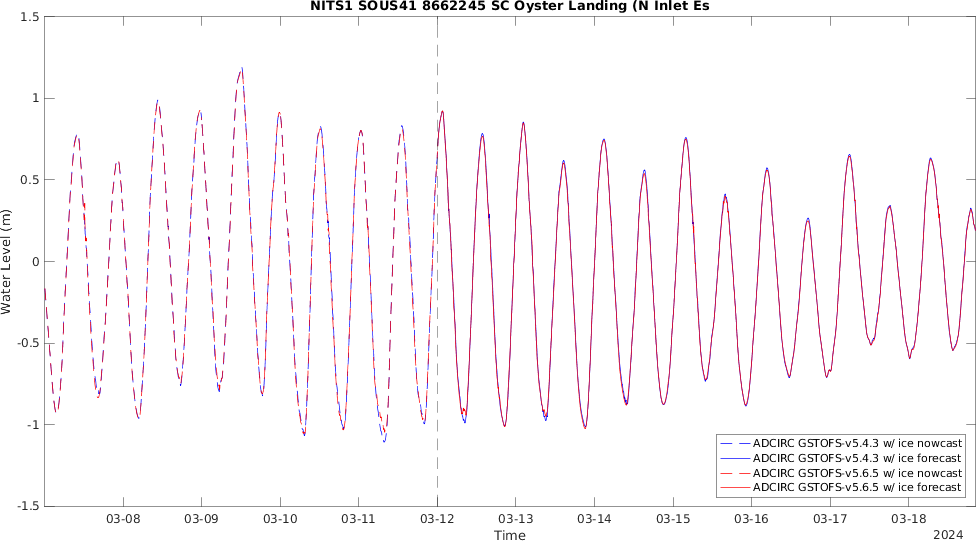 NITS1 SOUS41 8662245 SC Oyster Landing (N Inlet Es
1.5
1
0.5
0
-0.5
-1
-1.5
Water Level (m)
ADCIRC GSTOFS-v5.4.3 w/ ice nowcast
ADCIRC GSTOFS-v5.4.3 w/ ice forecast
ADCIRC GSTOFS-v5.6.5 w/ ice nowcast
ADCIRC GSTOFS-v5.6.5 w/ ice forecast
03-08 03-09 03-10 03-11 03-12 03-13 03-14 03-15 03-16 03-17 03-18
Time
2024